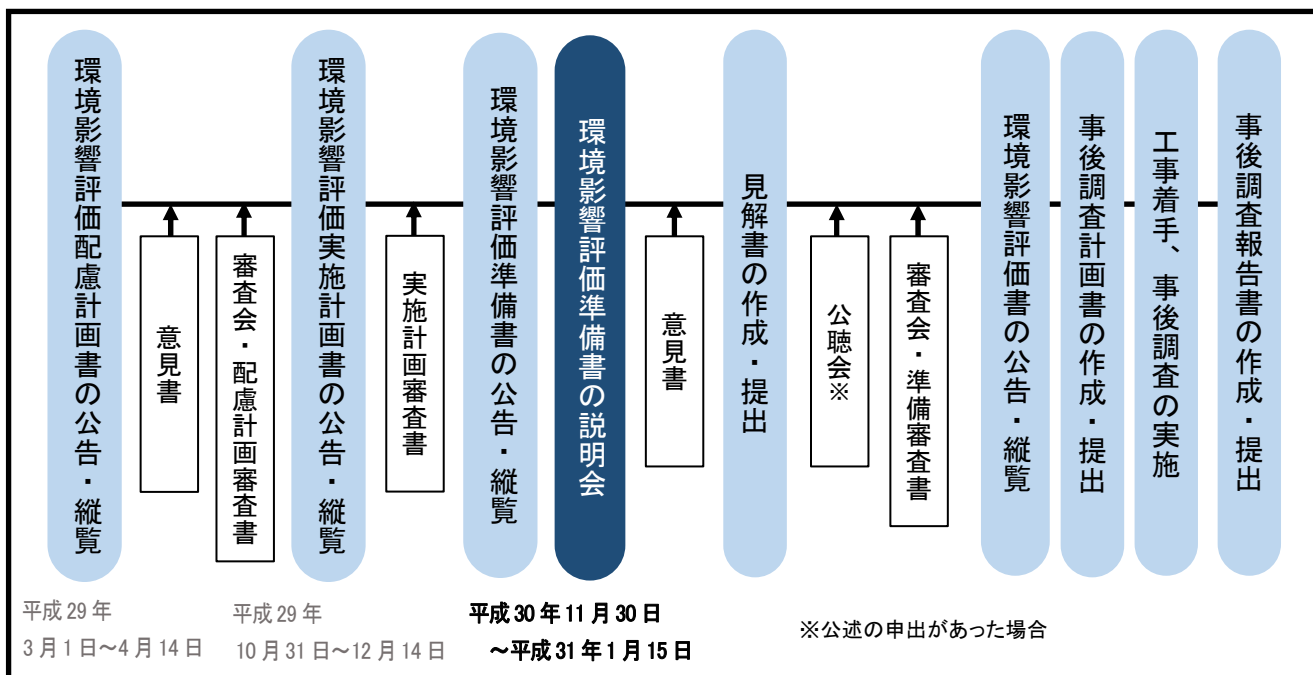 環境影響評価配慮計画書の公告・縦覧
意見書
審査会・配慮計画審査書
環境影響評価実施計画書の公告・縦覧
実施計画審査書
環境影響評価準備書の公告・縦覧
環境影響評価準備書の説明会
意見書
見解書の作成・提出
公聴会※
審査会・準備審査書
環境影響評価書の公告・縦覧
事後調査計画書の作成・提出
工事着手、事後調査の実施
事後調査報告書の作成・提出
平成29年
3月1日～4月14日
平成29年
10月31日～12月14日
平成30年11月30日
～平成31年1月15日
※公述の申出があった場合